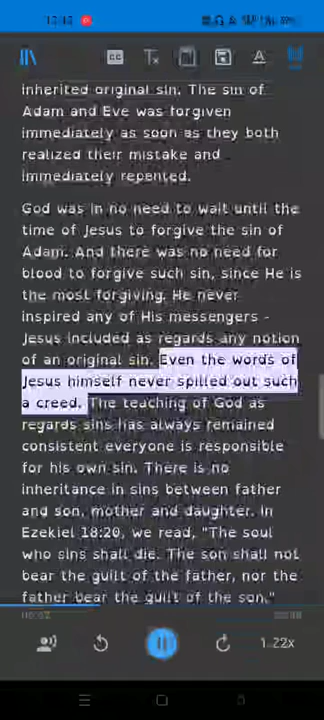 CC
A
inherited original sin. The sin of
Adam and Eve was forgiven
immediately as soon as they both
realized their mistake and
immediately repented.
God was in no need to wait until the
time of Jesus to forgive the sin of
Adam. And there was no need for
blood to forgive such sin, since He is
the most forgiving. He never
inspired any of His messengers -
Jesus included as regards any notion
of an original sin. Even the words of
Jesus himself never spilled out such
a creed. The teaching of God as
regards sins has always remained
consistent everyone is responsible
for his own sin. There is no
inheritance in sins between father
and son, mother and daughter. In
Ezekiel 18:20, we read, "The soul
who sins shall die. The son shall not
bear the guilt of the father, nor the
father bear the guilt of the son."
1.22x